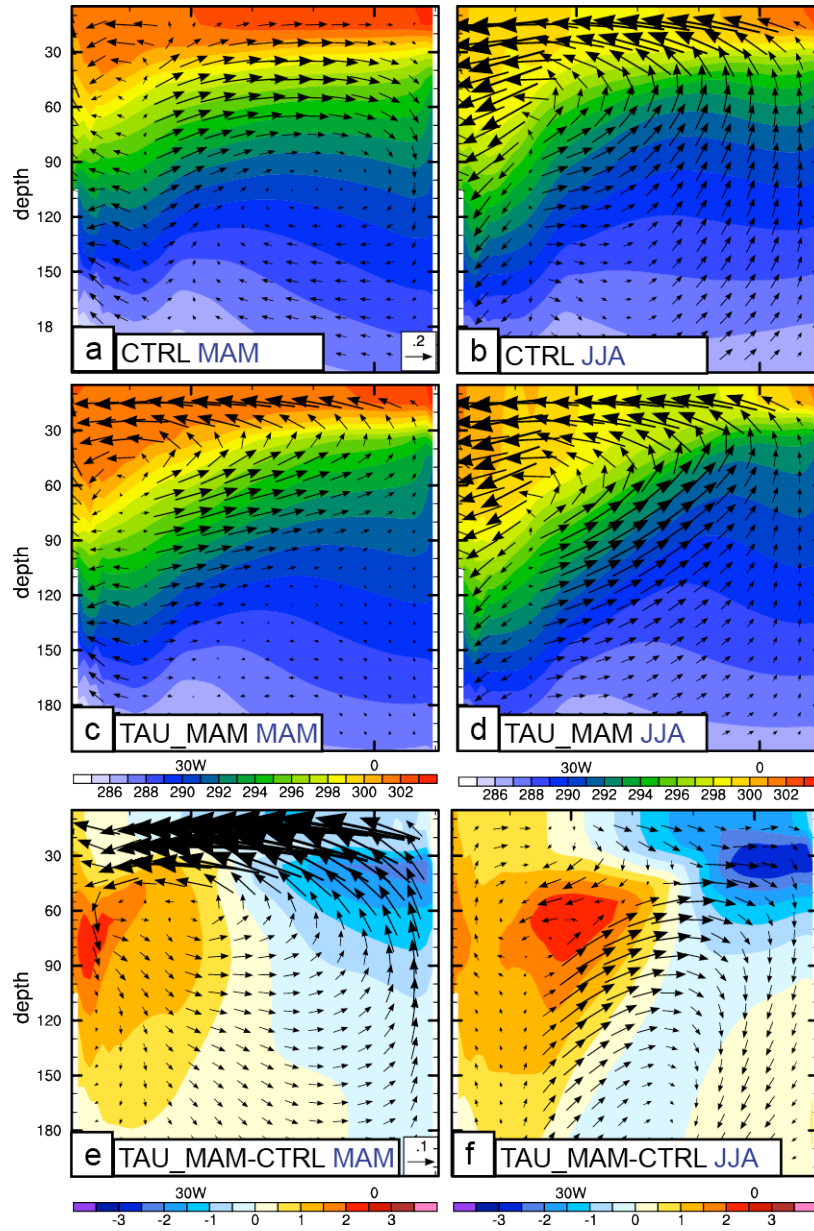 depth
30
60
90
120
150
18
a CTRL MAM
.2
b CTRL JJA
depth
30
60
90
120
150
180
c TAU_MAM MAM
d TAU_MAM JJA
30W 0
30W 0
286 288 290 292 294 296 298 300 302
286 288 290 292 294 296 298 300 302
depth
30
60
90
120
150
180
e TAU_MAM-CTRL MAM
.1
f TAU_MAM-CTRL JJA
30W 0
30W 0
-3 -2 -1 0 1 2 3
-3 -2 -1 0 1 2 3